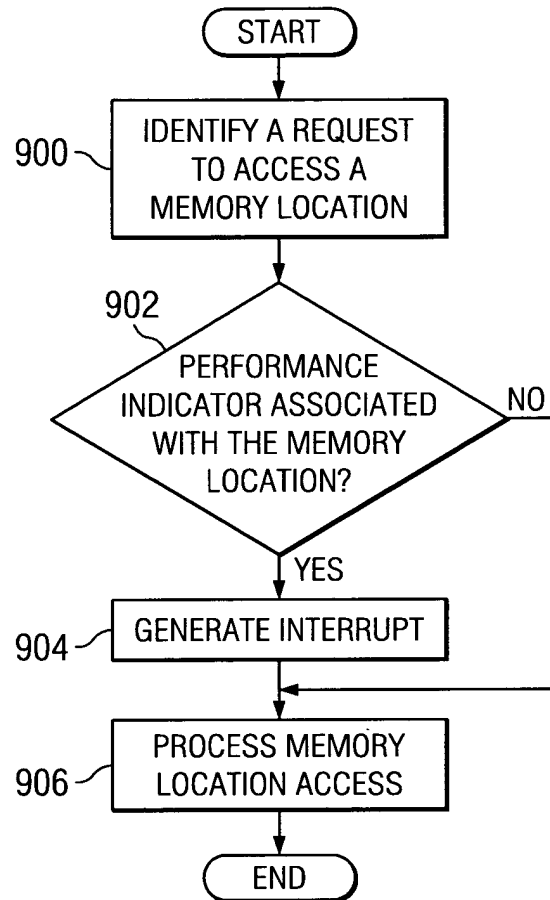 START
900
IDENTIFY A REQUEST
TO ACCESS A
MEMORY LOCATION
902
PERFORMANCE
INDICATOR ASSOCIATED
WITH THE MEMORY
LOCATION?
NO
YES
904
GENERATE INTERRUPT
906
PROCESS MEMORY
LOCATION ACCESS
END